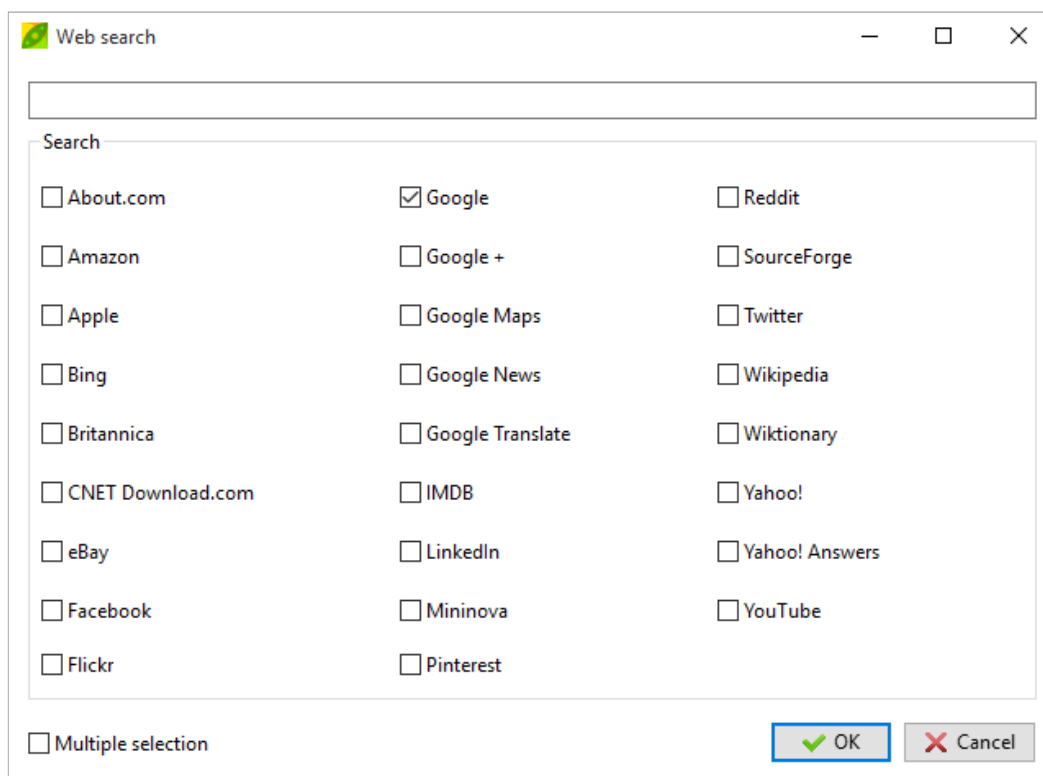 Web search
Search
About.com
Google
Reddit
Amazon
Google +
SourceForge
Apple
Google Maps
Twitter
Bing
Google News
Wikipedia
Britannica
Google Translate
Wiktionary
CNET Download.com
IMDB
Yahoo!
eBay
LinkedIn
Yahoo! Answers
Facebook
Mininova
YouTube
Flickr
Pinterest
Multiple selection
OK
Cancel